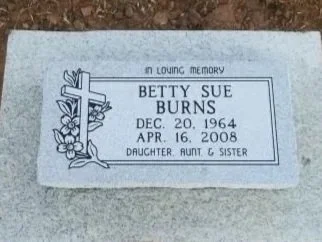 IN LOVING MEMORY
BETTY SUE
BURNS
DEC. 20, 1964
APR. 16, 2008
DAUGHTER, AUNT & SISTER